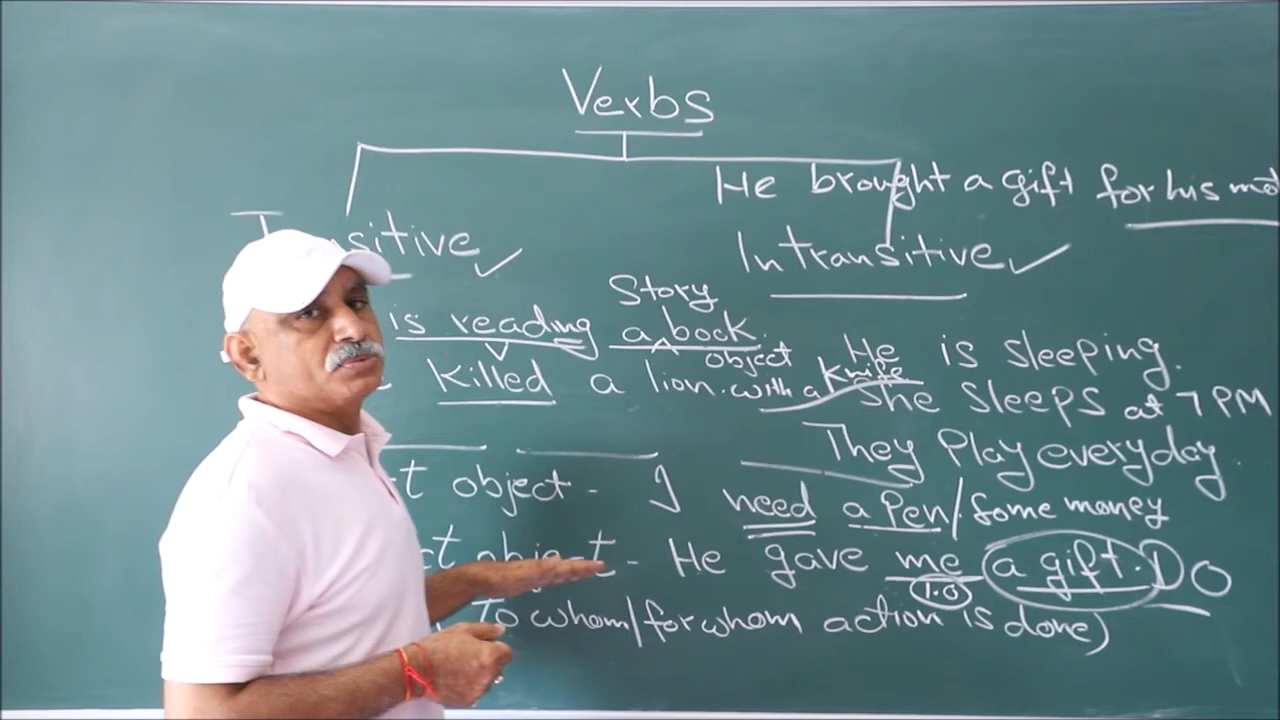 Verbs
He brought a gift for his
Intransitive
Story
is reading a book.
object
He is sleeping.
killed a lion. with a knife
She sleeps at 7 PM
They Play everyday.
object - I need a Pen/Some money
object - He gave me a gift. DO
I.O
To whom/for whom action is done)